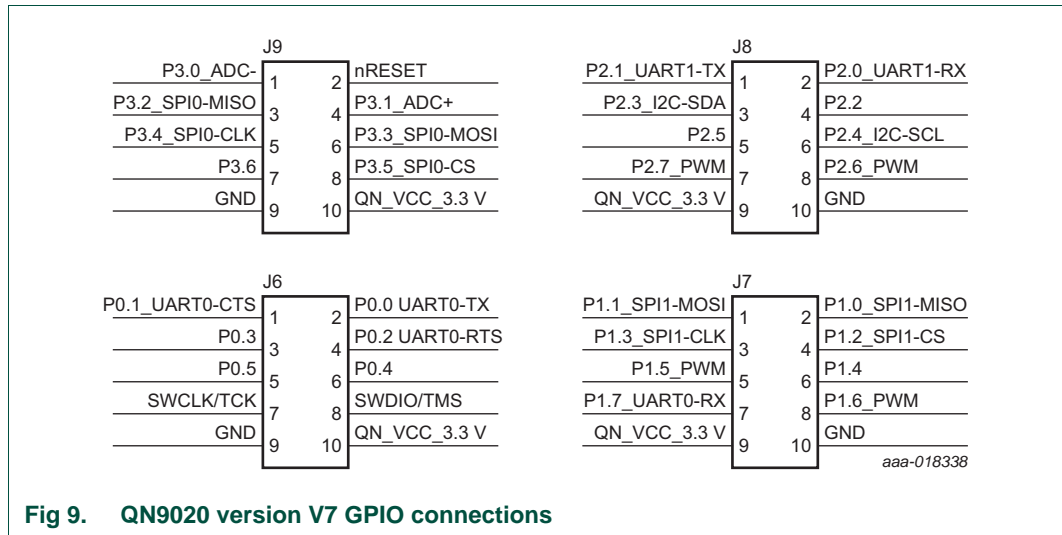 J9
P3.0_ADC- 1 2 nRESET
P3.2_SPI0-MISO 3 4 P3.1_ADC+
P3.4_SPI0-CLK 5 6 P3.3_SPI0-MOSI
P3.6 7 8 P3.5_SPI0-CS
GND 9 10 QN_VCC_3.3 V
J8
P2.1_UART1-TX 1 2 P2.0_UART1-RX
P2.3_I2C-SDA 3 4 P2.2
P2.5 5 6 P2.4_I2C-SCL
P2.7_PWM 7 8 P2.6_PWM
QN_VCC_3.3 V 9 10 GND
J6
P0.1_UART0-CTS 1 2 P0.0 UART0-TX
P0.3 3 4 P0.2 UART0-RTS
P0.5 5 6 P0.4
SWCLK/TCK 7 8 SWDIO/TMS
GND 9 10 QN_VCC_3.3 V
J7
P1.1_SPI1-MOSI 1 2 P1.0_SPI1-MISO
P1.3_SPI1-CLK 3 4 P1.2_SPI1-CS
P1.5_PWM 5 6 P1.4
P1.7_UART0-RX 7 8 P1.6_PWM
QN_VCC_3.3 V 9 10 GND
aaa-018338
Fig 9. QN9020 version V7 GPIO connections